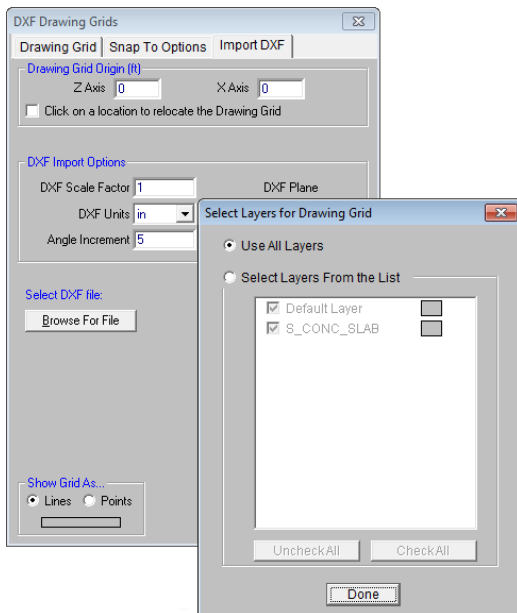 DXF Drawing Grids
Drawing Grid Snap To Options Import DXF
Drawing Grid Origin (ft)
Z Axis 0 X Axis 0
Click on a location to relocate the Drawing Grid
DXF Import Options
DXF Scale Factor 1 DXF Plane
DXF Units in
Angle Increment 5
Select DXF file:
Browse For File
Show Grid As...
Lines Points
Select Layers for Drawing Grid
Use All Layers
Select Layers From the List
Default Layer
S_CONC_SLAB
UncheckAll CheckAll
Done